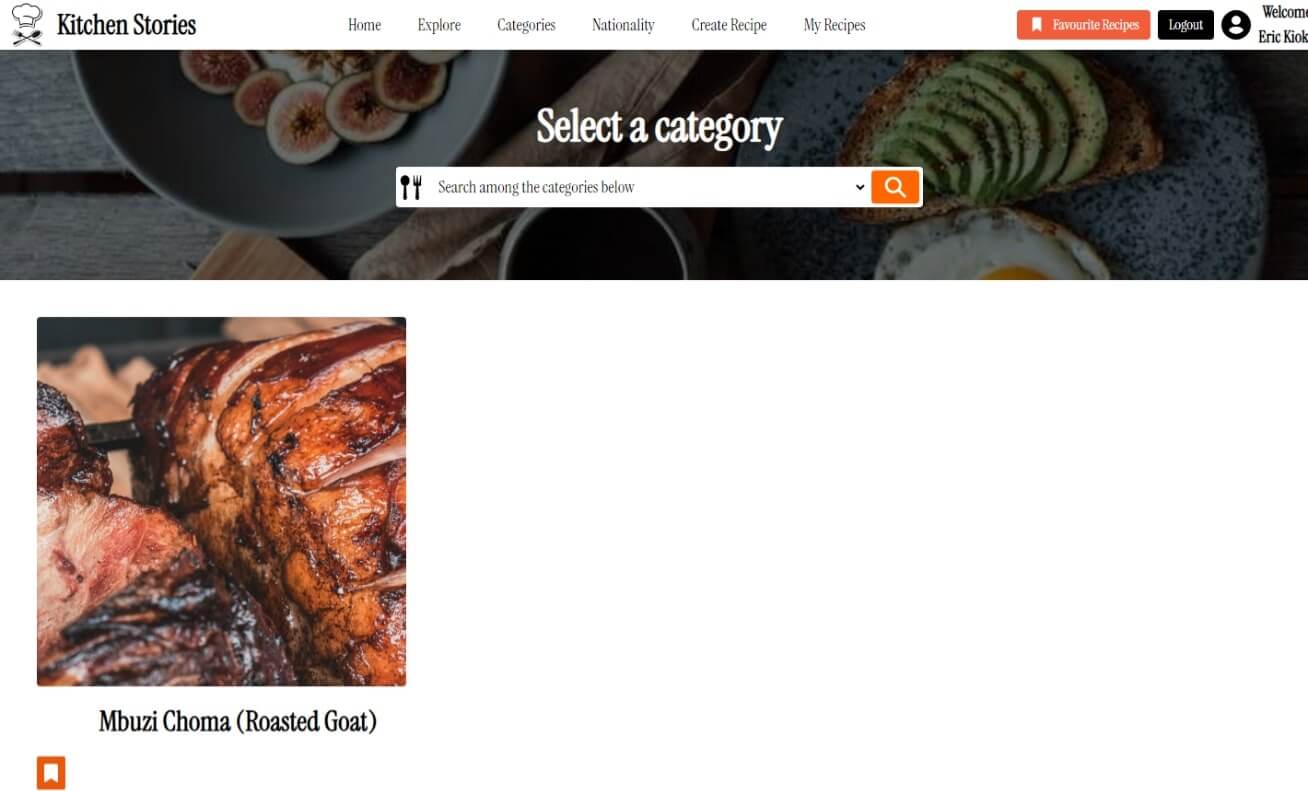 Kitchen Stories
Home
Explore
Categories
Nationality
Create Recipe
My Recipes
Favourite Recipes
Logout
Welcome
Eric Kiok
Select a category
Search among the categories below
Mbuzi Choma (Roasted Goat)